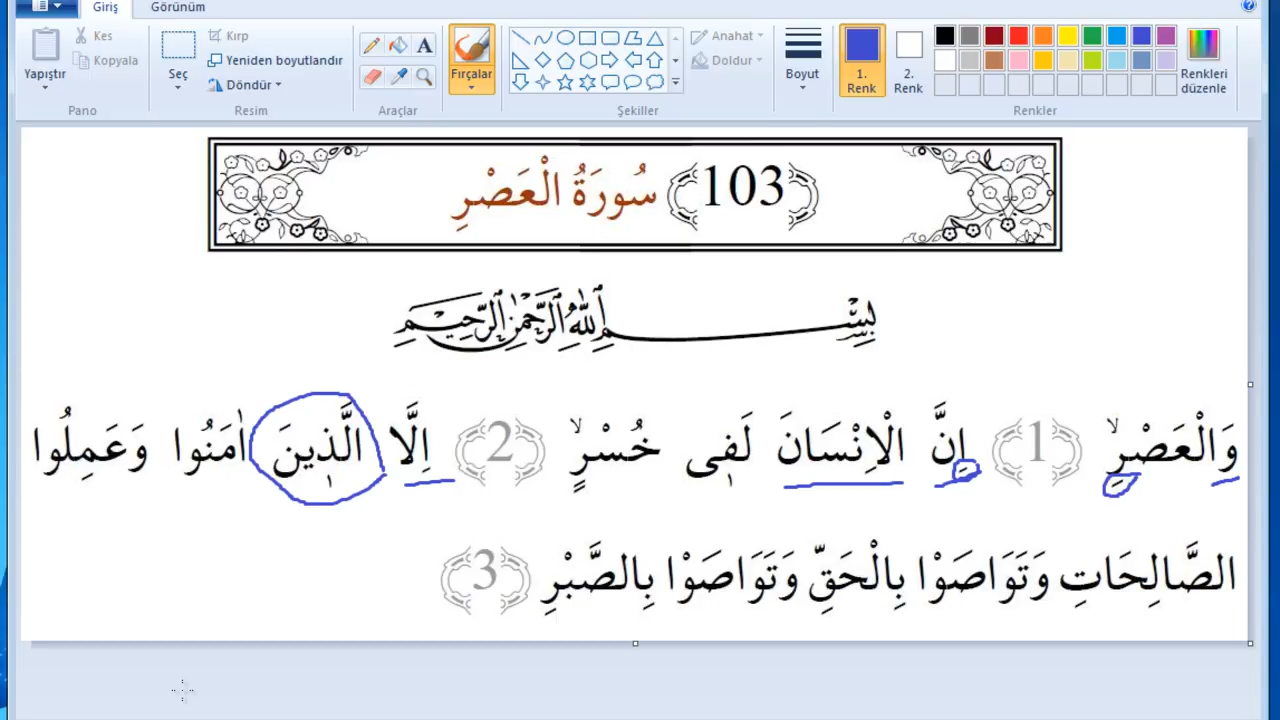 Giriş Görünüm
Yapıştır Kes Kopyala Seç Kırp Yeniden boyutlandır Döndür Fırçalar Anahat Doldur Boyut 1. Renk 2. Renk Renkleri düzenle
Pano Resim Araçlar Şekiller Renkler
سُورَةُ الْعَصْرِ ﴿103﴾
بِسْمِ اللّٰهِ الرَّحْمٰنِ الرَّحِيمِ
وَالْعَصْرِۙ ﴿1﴾ اِنَّ الْاِنْسَانَ لَف۪ى خُسْرٍۙ ﴿2﴾ اِلَّا الَّذ۪ينَ اٰمَنُوا وَعَمِلُوا
الصَّالِحَاتِ وَتَوَاصَوْا بِالْحَقِّ وَتَوَاصَوْا بِالصَّبْرِ ﴿3﴾